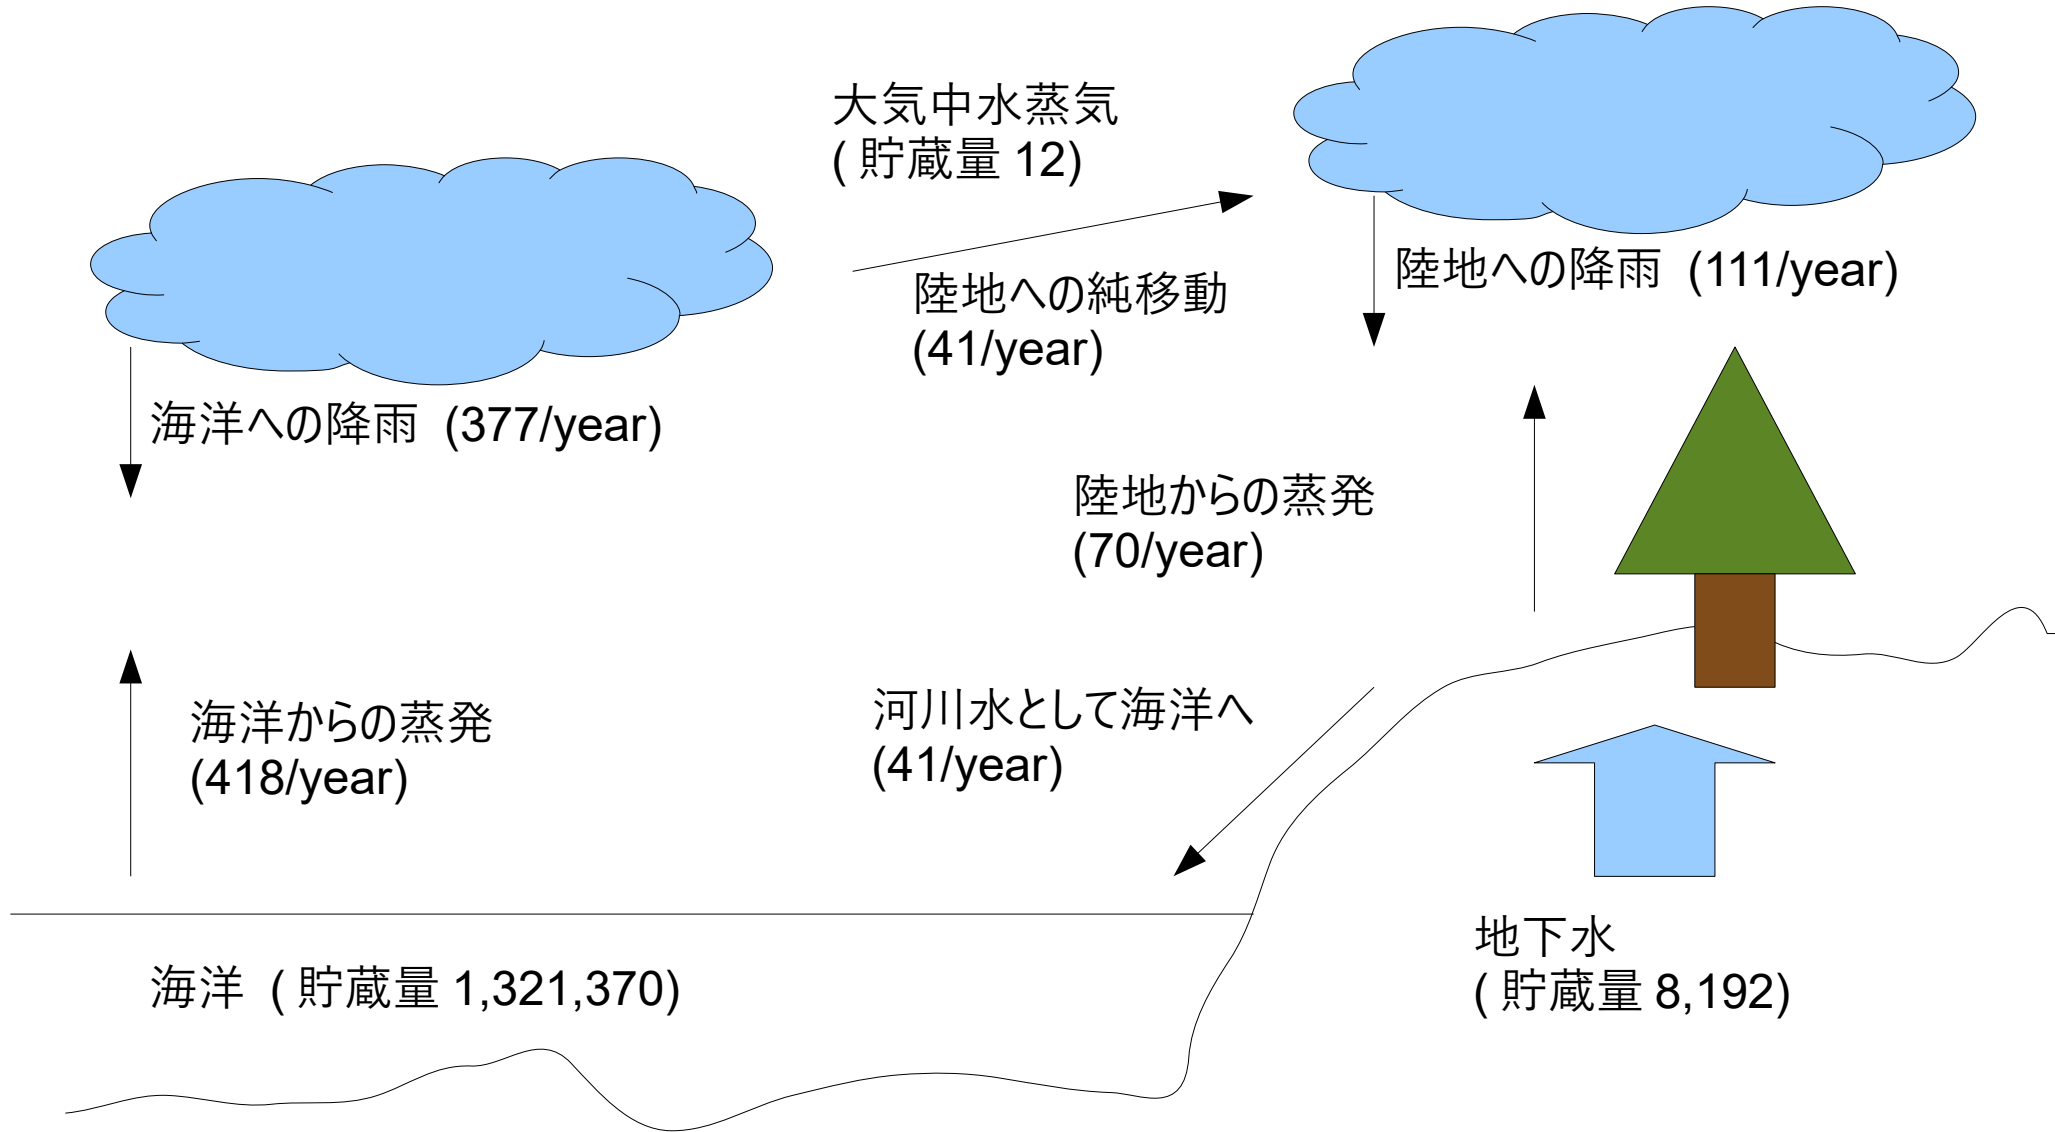 大気中水蒸気
( 貯蔵量 12)
陸地への純移動
(41/year)
陸地への降雨 (111/year)
海洋への降雨 (377/year)
陸地からの蒸発
(70/year)
海洋からの蒸発
(418/year)
河川水として海洋へ
(41/year)
海洋 ( 貯蔵量 1,321,370)
地下水
( 貯蔵量 8,192)